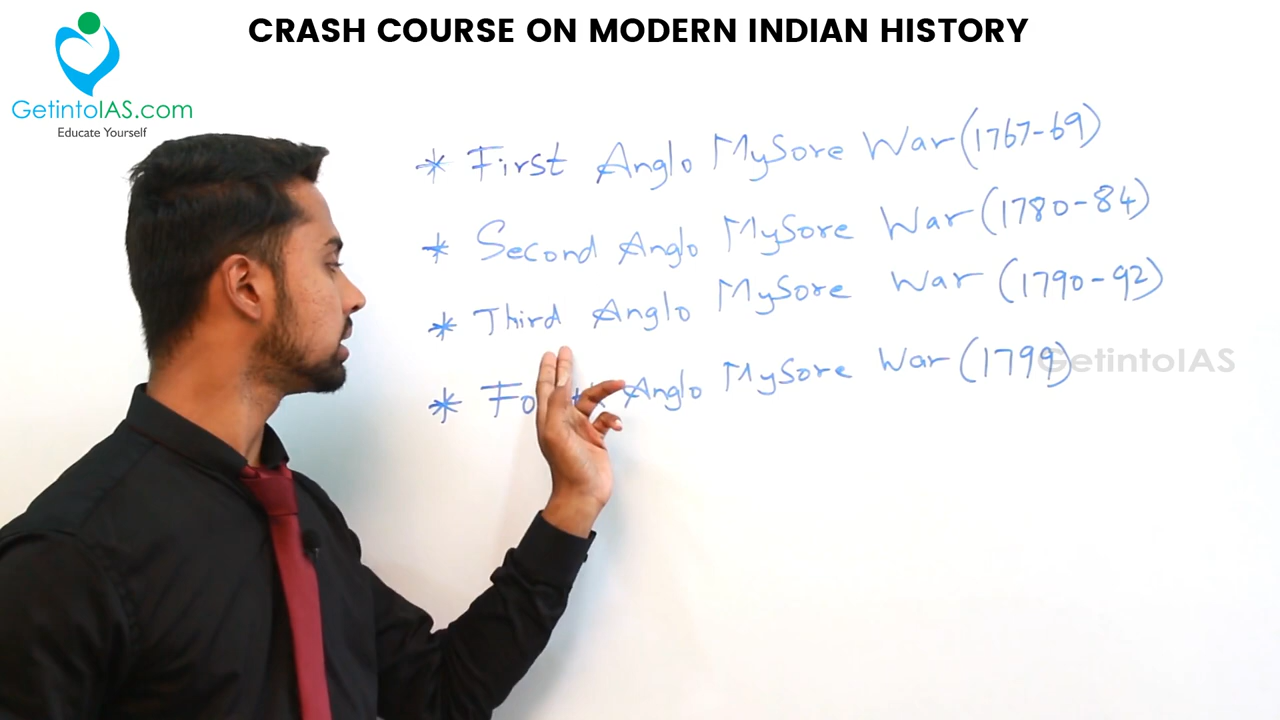 CRASH COURSE ON MODERN INDIAN HISTORY
GetintoIAS.com
Educate Yourself
* First Anglo MySore War (1767-69)
* Second Anglo MySore War (1780-84)
* Third Anglo MySore War (1790-92)
* Anglo MySore War (1799)
GetintoIAS